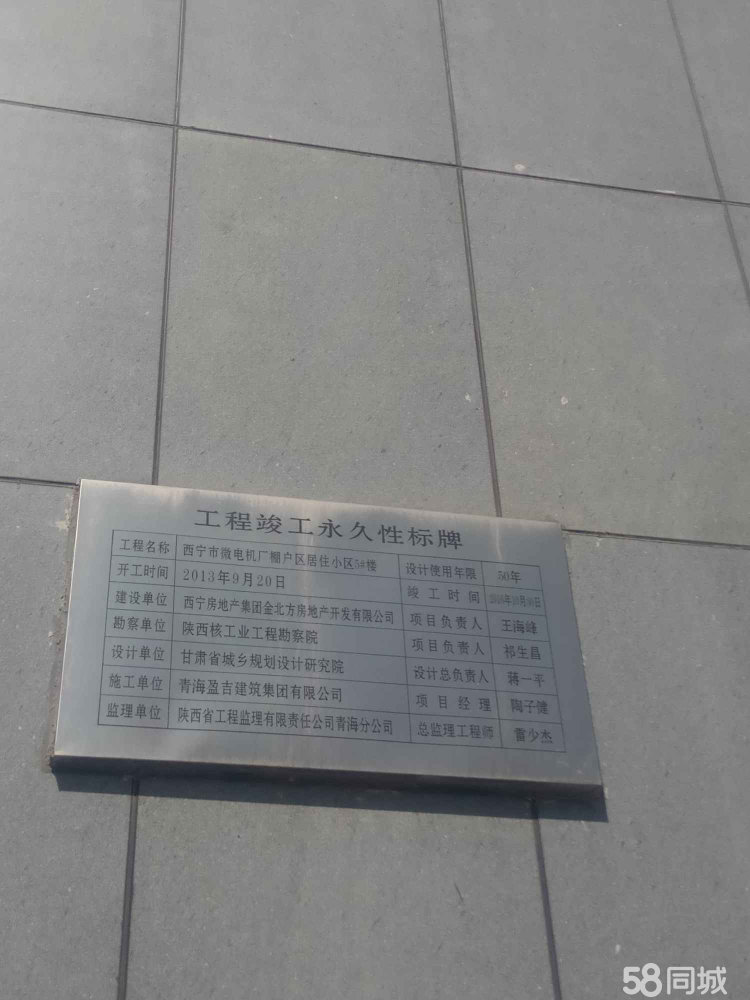 工程竣工永久性标牌
工程名称 西宁市微电机厂棚户区居住小区5#楼 设计使用年限 50年
开工时间 2013年9月20日 竣工时间
建设单位 西宁房地产集团金北方房地产开发有限公司 项目负责人 王海峰
勘察单位 陕西核工业工程勘察院 项目负责人 祁生昌
设计单位 甘肃省城乡规划设计研究院 设计总负责人 蒋一平
施工单位 青海盈吉建筑集团有限公司 项目经理 陶子健
监理单位 陕西省工程监理有限责任公司青海分公司 总监理工程师 雷少杰
58同城